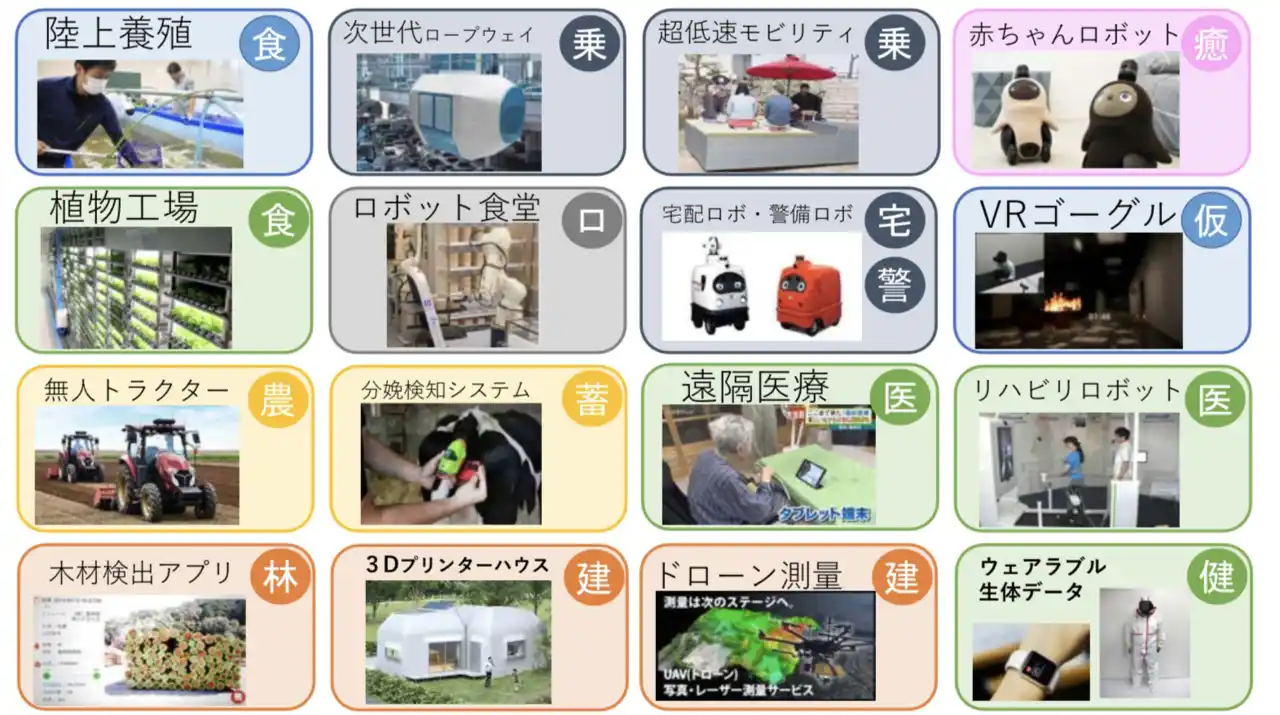 陸上養殖
食
次世代ロープウェイ
乗
超低速モビリティ
乗
赤ちゃんロボット
癒
植物工場
食
ロボット食堂
ロ
宅配ロボ・警備ロボ
宅
警
VRゴーグル
仮
無人トラクター
農
分娩検知システム
蓄
遠隔医療
医
タブレット端末
リハビリロボット
医
木材検出アプリ
林
3Dプリンターハウス
建
ドローン測量
建
測量は次のステージへ。
UAV(ドローン)
写真・レーザー測量サービス
ウェアラブル
生体データ
健